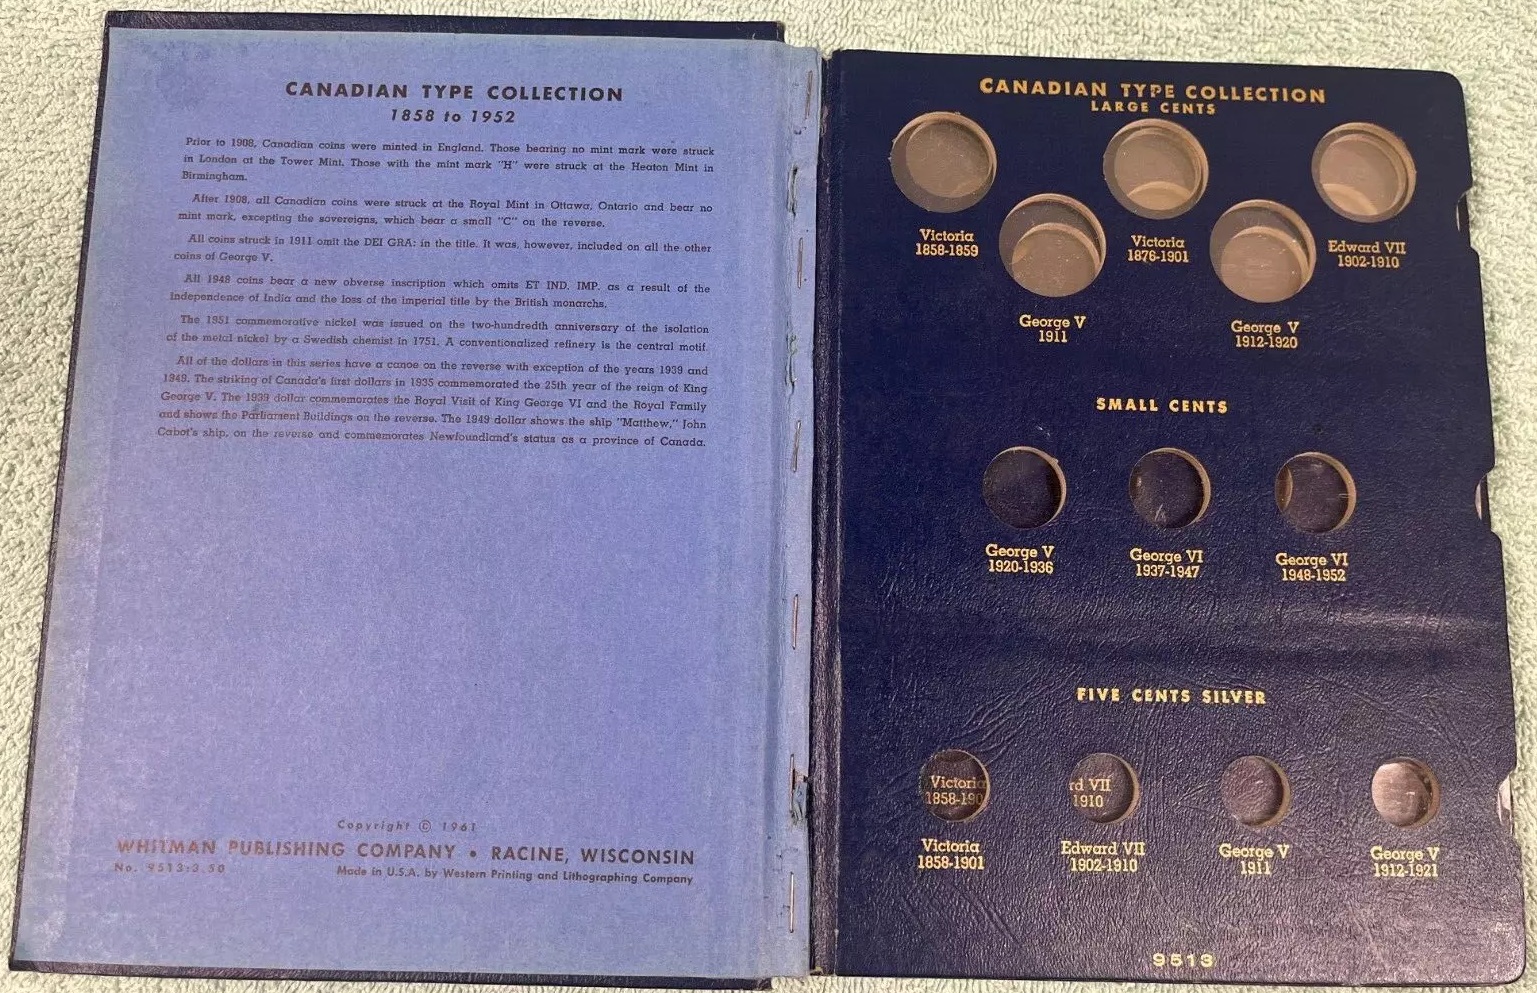 CANADIAN TYPE COLLECTION
1858 to 1952
Prior to 1908, Canadian coins were minted in England. Those bearing no mint mark were struck
in London at the Tower Mint. Those with the mint mark "H" were struck at the Heaton Mint in
Birmingham.
After 1908, all Canadian coins were struck at the Royal Mint in Ottawa, Ontario and bear no
mint mark, excepting the sovereigns, which bear a small "C" on the reverse.
All coins struck in 1911 omit the DEI GRA: in the title. It was, however, included on all the other
coins of George V.
All 1948 coins bear a new obverse inscription which omits ET IND. IMP. as a result of the
independence of India and the loss of the imperial title by the British monarchs.
The 1951 commemorative nickel was issued on the two-hundredth anniversary of the isolation
of the metal nickel by a Swedish chemist in 1751. A conventionalized refinery is the central motif.
All of the dollars in this series have a canoe on the reverse with exception of the years 1939 and
1949. The striking of Canada's first dollars in 1935 commemorated the 25th year of the reign of King
George V. The 1939 dollar commemorates the Royal Visit of King George VI and the Royal Family
and shows the Parliament Buildings on the reverse. The 1949 dollar shows the ship "Matthew," John
Cabot's ship, on the reverse and commemorates Newfoundland's status as a province of Canada.
Copyright © 1961
WHITMAN PUBLISHING COMPANY • RACINE, WISCONSIN
No. 9513:3.50 Made in U.S.A. by Western Printing and Lithographing Company
CANADIAN TYPE COLLECTION
LARGE CENTS
Victoria
1858-1859
Victoria
1876-1901
Edward VII
1902-1910
George V
1911
George V
1912-1920
SMALL CENTS
George V
1920-1936
George VI
1937-1947
George VI
1948-1952
FIVE CENTS SILVER
Victoria
1858-190
rd VII
1910
Victoria
1858-1901
Edward VII
1902-1910
George V
1911
George V
1912-1921
9513